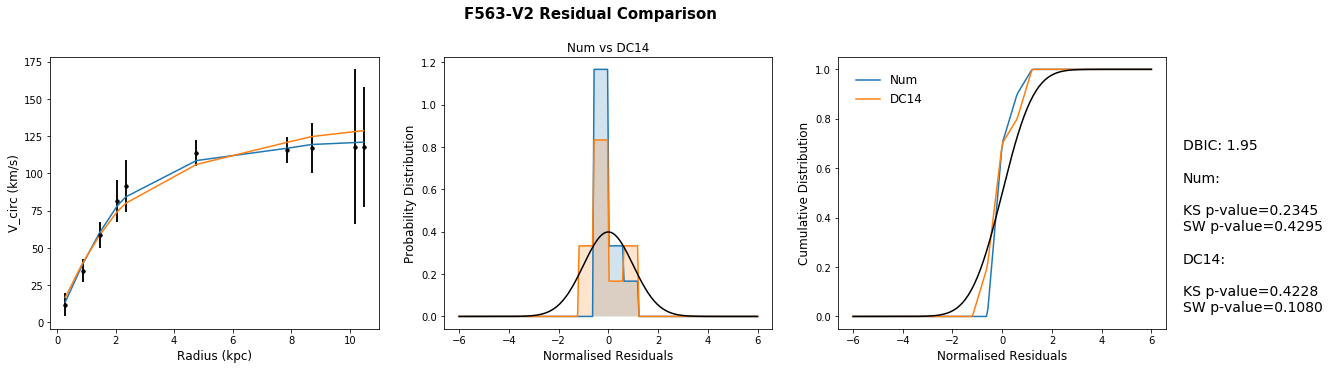 F563-V2 Residual Comparison
V_circ (km/s)
175
150
125
100
75
50
25
0
0 2 4 6 8 10
Radius (kpc)
Num vs DC14
Probability Distribution
1.2
1.0
0.8
0.6
0.4
0.2
0.0
−6 −4 −2 0 2 4 6
Normalised Residuals
Cumulative Distribution
1.0
0.8
0.6
0.4
0.2
0.0
Num
DC14
−6 −4 −2 0 2 4 6
Normalised Residuals
DBIC: 1.95
Num:
KS p-value=0.2345
SW p-value=0.4295
DC14:
KS p-value=0.4228
SW p-value=0.1080